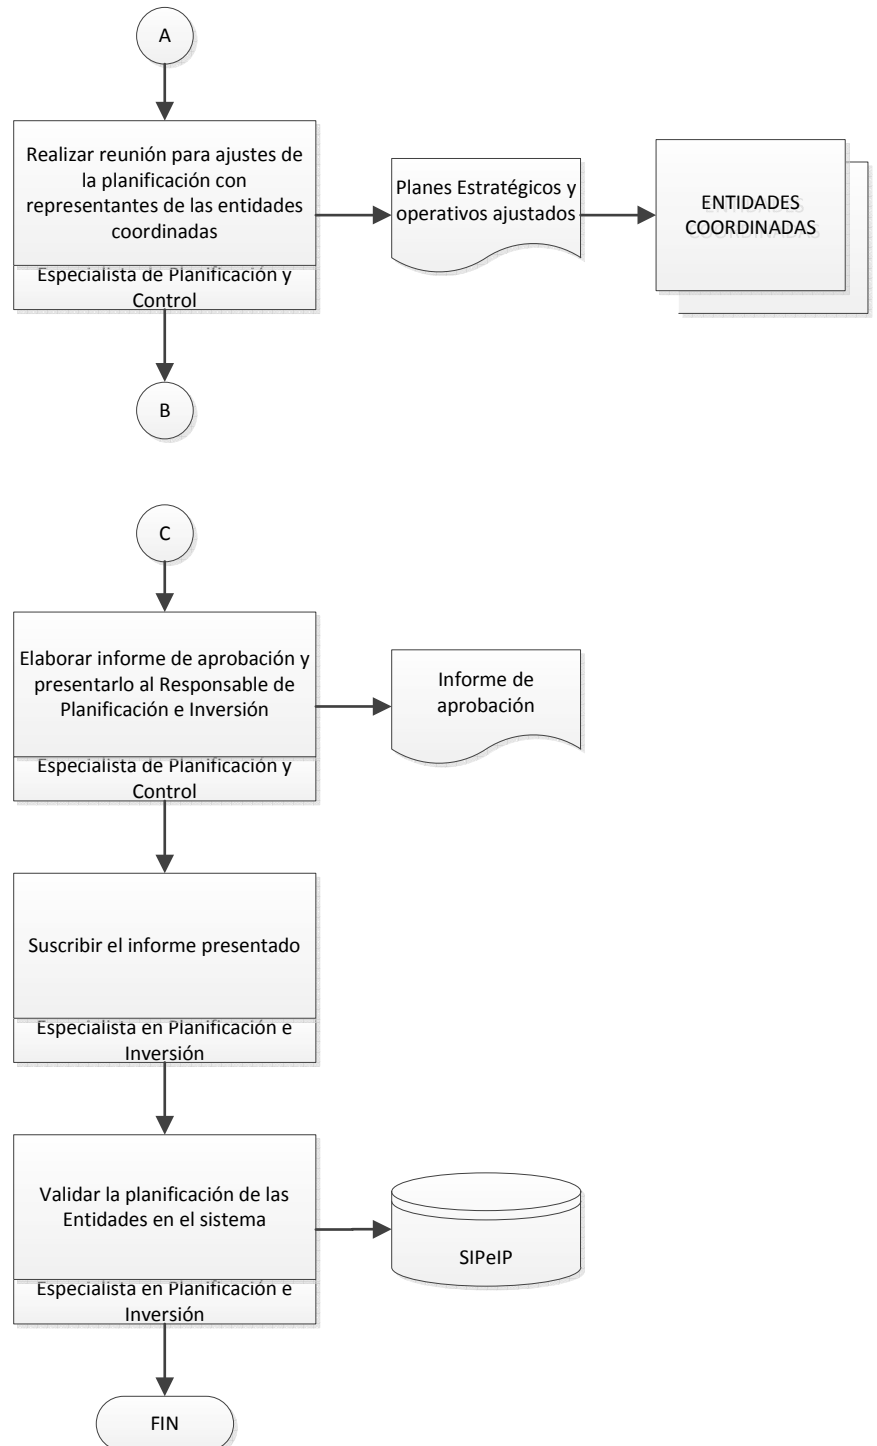 A
Realizar reunión para ajustes de
la planificación con
representantes de las entidades
coordinadas
Especialista de Planificación y
Control
Planes Estratégicos y
operativos ajustados
ENTIDADES
COORDINADAS
B
C
Elaborar informe de aprobación y
presentarlo al Responsable de
Planificación e Inversión
Especialista de Planificación y
Control
Informe de
aprobación
Suscribir el informe presentado
Especialista en Planificación e
Inversión
Validar la planificación de las
Entidades en el sistema
Especialista en Planificación e
Inversión
SIPeIP
FIN